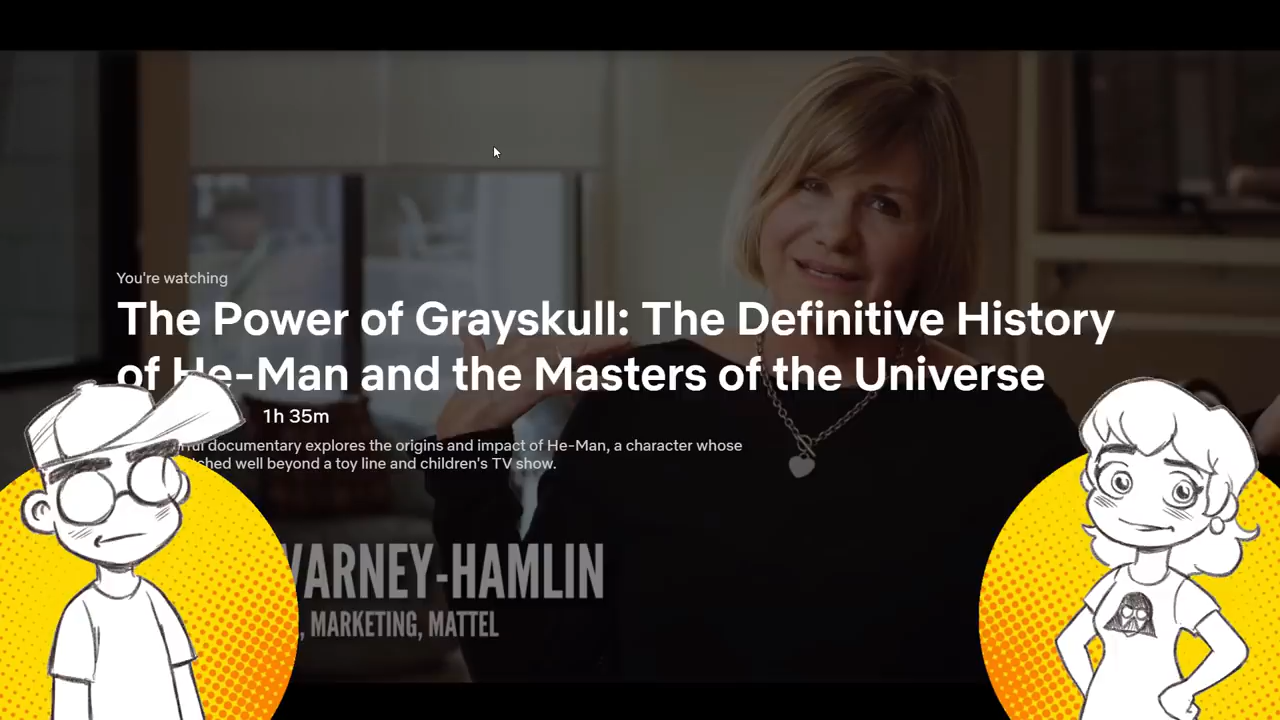 You're watching
The Power of Grayskull: The Definitive History
of He-Man and the Masters of the Universe
1h 35m
documentary explores the origins and impact of He-Man, a character whose
well beyond a toy line and children's TV show.
VARNEY-HAMLIN
, MARKETING, MATTEL